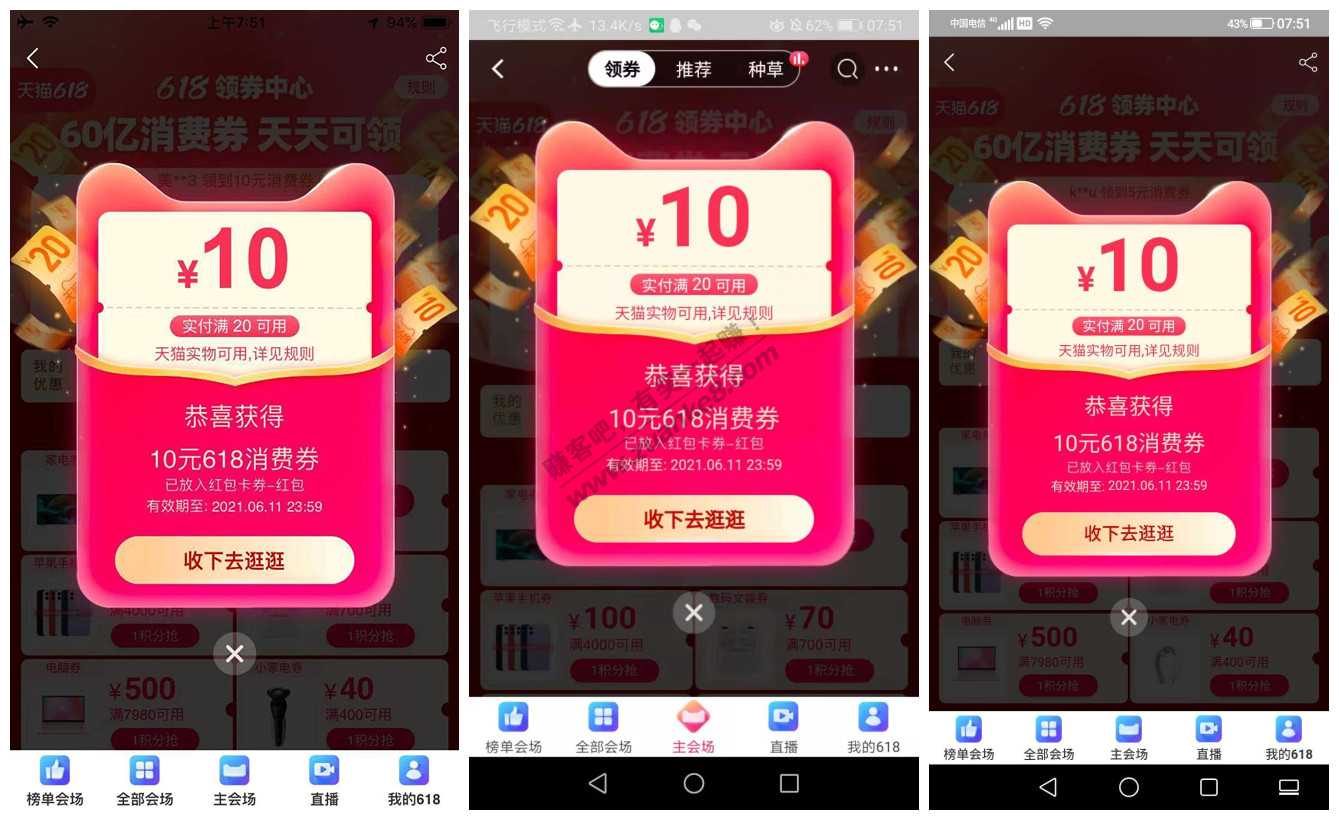 上午7:51
94%
天猫618
618 领券中心
规则
60亿消费券 天天可领
美**3 领到10元消费券
20
10
¥10
实付满 20 可用
天猫实物可用,详见规则
我的
优惠
恭喜获得
10元618消费券
已放入红包卡券-红包
有效期至: 2021.06.11 23:59
收下去逛逛
苹果手机
满4000可用
满700可用
1积分抢
1积分抢
电脑券
小家电券
¥500
¥40
满7980可用
满400可用
1积分抢
1积分抢
榜单会场
全部会场
主会场
直播
我的618
飞行模式
13.4K/s
62%
07:51
领券
推荐
种草
天猫618
618 领券中心
规则
20
10
¥10
实付满 20 可用
天猫实物可用,详见规则
我的
优惠
恭喜获得
10元618消费券
已放入红包卡券-红包
有效期至: 2021.06.11 23:59
收下去逛逛
赚客吧,有奖一起赚!
www.zuanke8.com
苹果手机券
数码文娱券
¥100
¥70
满4000可用
满700可用
1积分抢
1积分抢
榜单会场
全部会场
主会场
直播
我的618
中国电信
4G
HD
43%
07:51
天猫618
618 领券中心
规则
60亿消费券 天天可领
k**u 领到5元消费券
20
10
¥10
实付满 20 可用
天猫实物可用,详见规则
我的
优惠
恭喜获得
10元618消费券
已放入红包卡券-红包
有效期至: 2021.06.11 23:59
收下去逛逛
苹果手机
1积分抢
1积分抢
电脑券
小家电券
¥500
¥40
满7980可用
满400可用
1积分抢
1积分抢
榜单会场
全部会场
主会场
直播
我的618